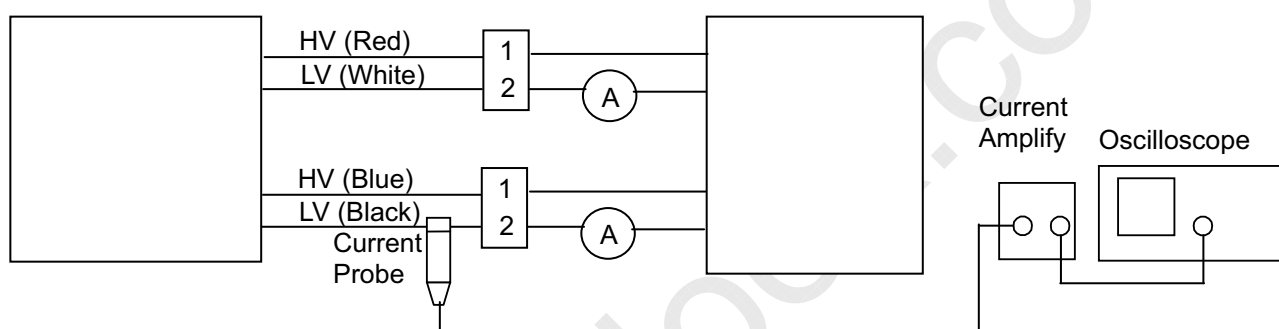 HV (Red)
1
LV (White)
2
A
HV (Blue)
1
LV (Black)
2
A
Current
Probe
Current
Amplify
Oscilloscope